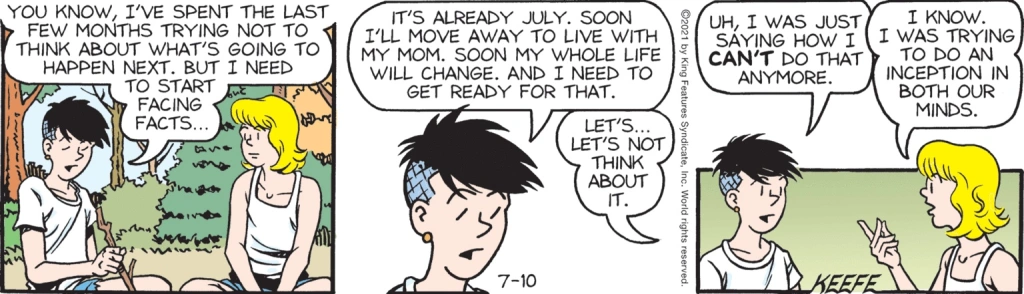 YOU KNOW, I'VE SPENT THE LAST
FEW MONTHS TRYING NOT TO
THINK ABOUT WHAT'S GOING TO
HAPPEN NEXT. BUT I NEED
TO START
FACING
FACTS...
IT'S ALREADY JULY. SOON
I'LL MOVE AWAY TO LIVE WITH
MY MOM. SOON MY WHOLE LIFE
WILL CHANGE. AND I NEED TO
GET READY FOR THAT.
LET'S...
LET'S NOT
THINK
ABOUT
IT.
7-10
©2021 by King Features Syndicate, Inc. World rights reserved.
UH, I WAS JUST
SAYING HOW I
CAN'T DO THAT
ANYMORE.
I KNOW.
I WAS TRYING
TO DO AN
INCEPTION IN
BOTH OUR
MINDS.
KEEFE